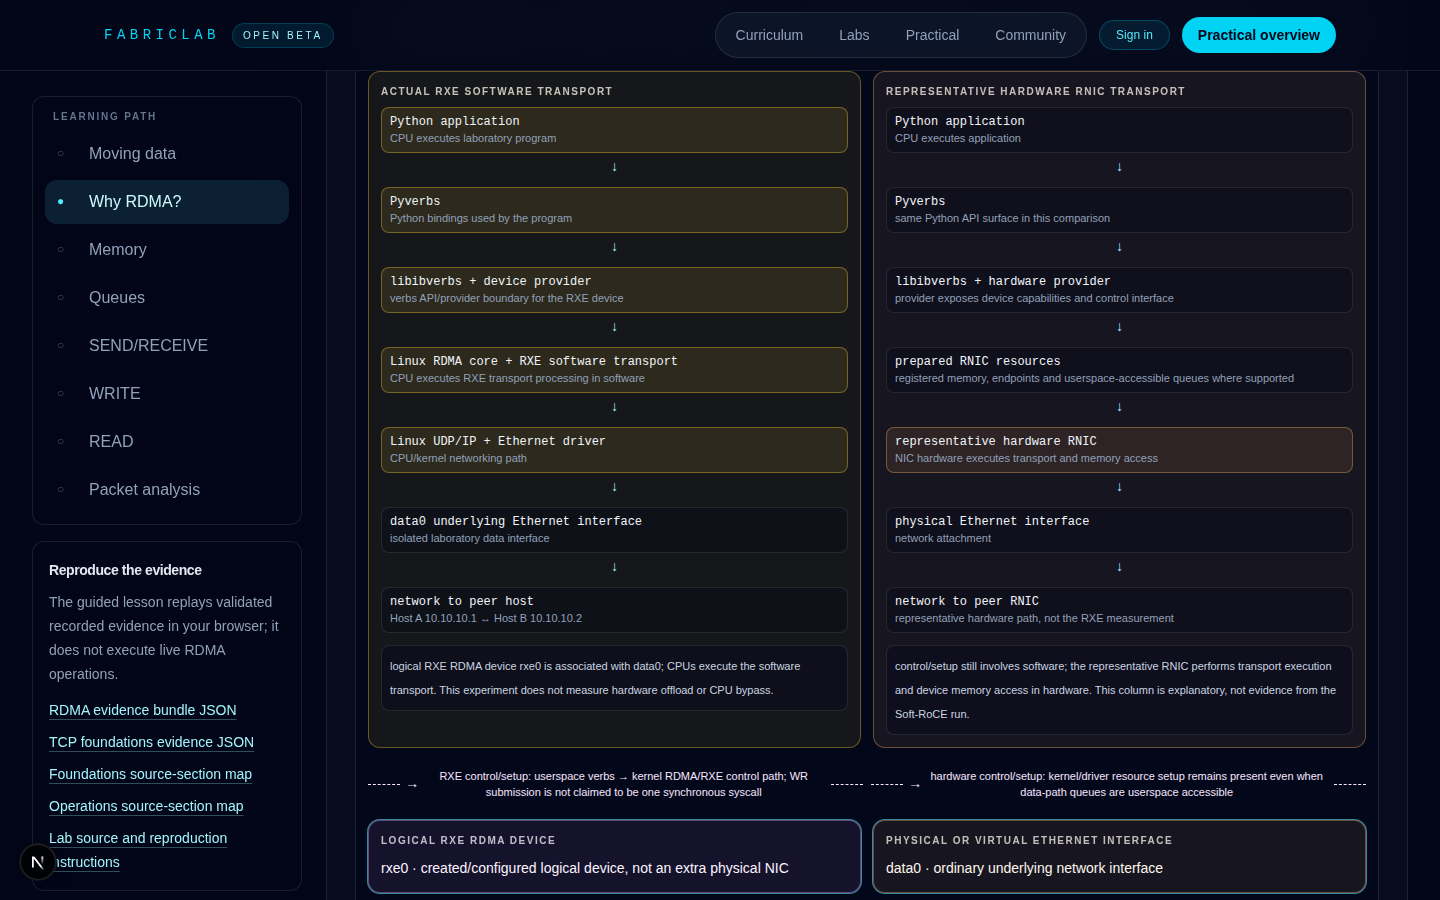 FABRICLAB
OPEN BETA
Curriculum
Labs
Practical
Community
Sign in
Practical overview
LEARNING PATH
Moving data
Why RDMA?
Memory
Queues
SEND/RECEIVE
WRITE
READ
Packet analysis
Reproduce the evidence
The guided lesson replays validated
recorded evidence in your browser; it
does not execute live RDMA
operations.
RDMA evidence bundle JSON
TCP foundations evidence JSON
Foundations source-section map
Operations source-section map
Lab source and reproduction
nstructions
N
ACTUAL RXE SOFTWARE TRANSPORT
Python application
CPU executes laboratory program
↓
Pyverbs
Python bindings used by the program
↓
libibverbs + device provider
verbs API/provider boundary for the RXE device
↓
Linux RDMA core + RXE software transport
CPU executes RXE transport processing in software
↓
Linux UDP/IP + Ethernet driver
CPU/kernel networking path
↓
data0 underlying Ethernet interface
isolated laboratory data interface
↓
network to peer host
Host A 10.10.10.1 ↔ Host B 10.10.10.2
logical RXE RDMA device rxe0 is associated with data0; CPUs execute the software
transport. This experiment does not measure hardware offload or CPU bypass.
REPRESENTATIVE HARDWARE RNIC TRANSPORT
Python application
CPU executes application
↓
Pyverbs
same Python API surface in this comparison
↓
libibverbs + hardware provider
provider exposes device capabilities and control interface
↓
prepared RNIC resources
registered memory, endpoints and userspace-accessible queues where supported
↓
representative hardware RNIC
NIC hardware executes transport and memory access
↓
physical Ethernet interface
network attachment
↓
network to peer RNIC
representative hardware path, not the RXE measurement
control/setup still involves software; the representative RNIC performs transport execution
and device memory access in hardware. This column is explanatory, not evidence from the
Soft-RoCE run.
→ RXE control/setup: userspace verbs → kernel RDMA/RXE control path; WR
submission is not claimed to be one synchronous syscall
→ hardware control/setup: kernel/driver resource setup remains present even when
data-path queues are userspace accessible
LOGICAL RXE RDMA DEVICE
rxe0 · created/configured logical device, not an extra physical NIC
PHYSICAL OR VIRTUAL ETHERNET INTERFACE
data0 · ordinary underlying network interface